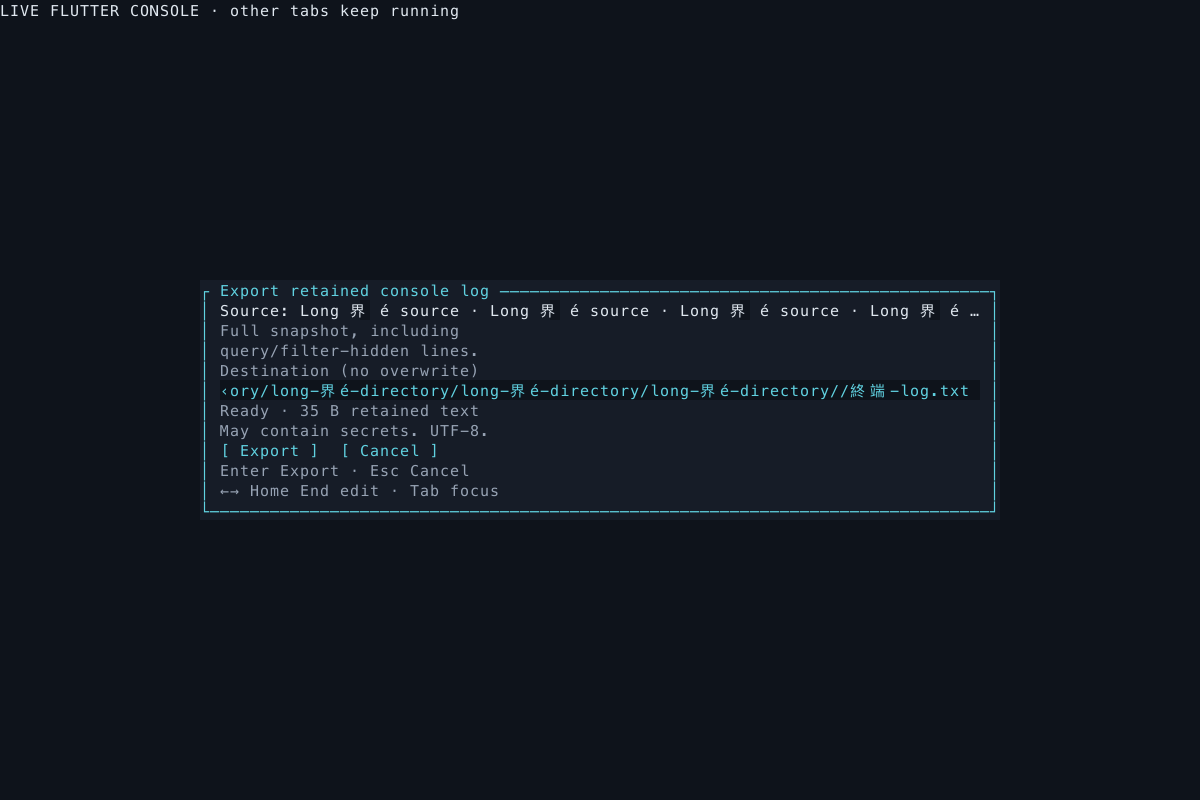 LIVE FLUTTER CONSOLE · other tabs keep running
Export retained console log
Source: Long 界 é source · Long 界 é source · Long 界 é source · Long 界 é …
Full snapshot, including
query/filter-hidden lines.
Destination (no overwrite)
‹ory/long-界é-directory/long-界é-directory/long-界é-directory//終端-log.txt
Ready · 35 B retained text
May contain secrets. UTF-8.
[ Export ]  [ Cancel ]
Enter Export · Esc Cancel
←→ Home End edit · Tab focus